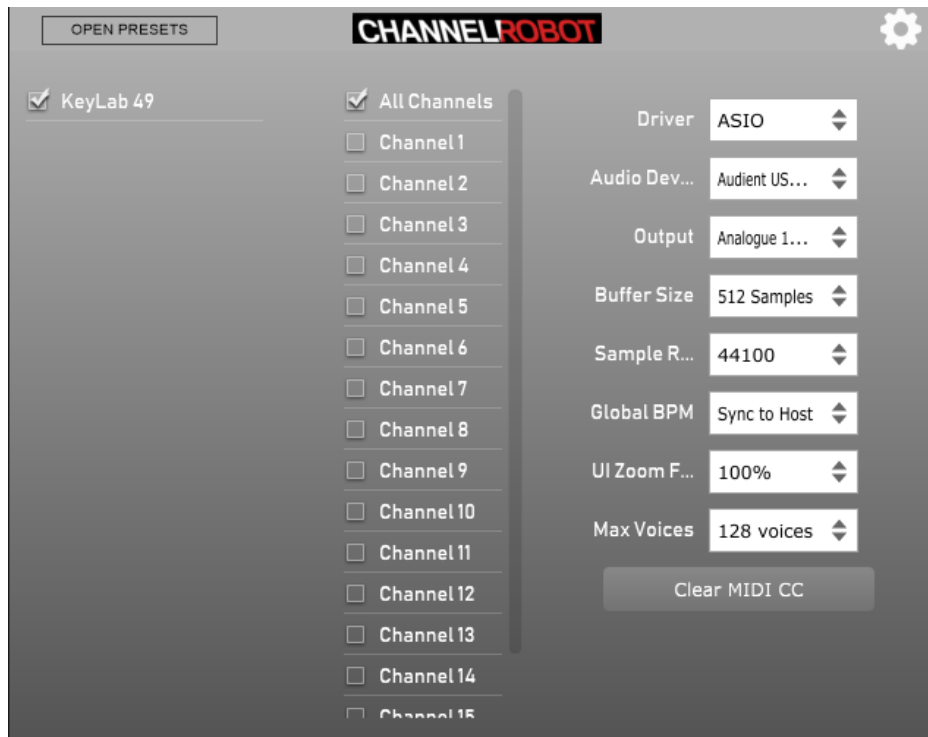 OPEN PRESETS
CHANNELROBOT
KeyLab 49
All Channels
Channel 1
Channel 2
Channel 3
Channel 4
Channel 5
Channel 6
Channel 7
Channel 8
Channel 9
Channel 10
Channel 11
Channel 12
Channel 13
Channel 14
Channel 15
Driver ASIO
Audio Dev... Audient US...
Output Analogue 1...
Buffer Size 512 Samples
Sample R... 44100
Global BPM Sync to Host
UI Zoom F... 100%
Max Voices 128 voices
Clear MIDI CC